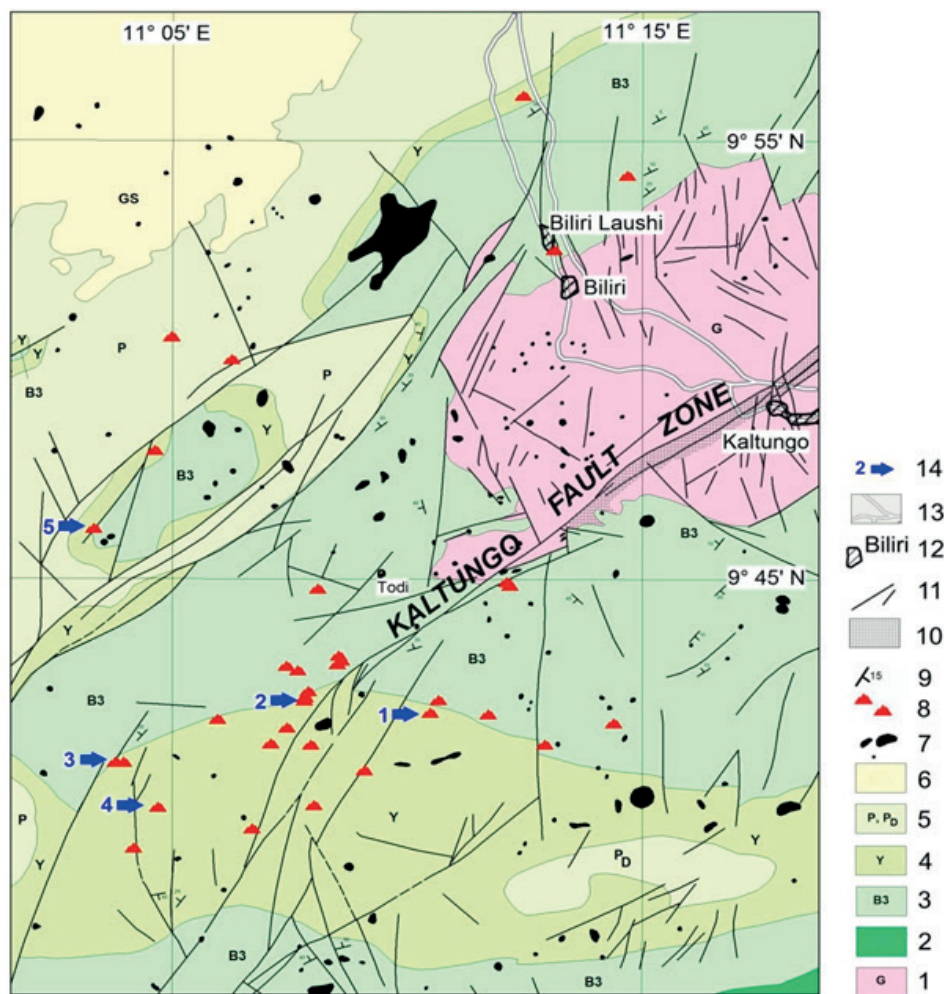 11° 05' E
11° 15' E
B3
9° 55' N
Y
GS
Biliri Laushi
Biliri
G
P
Y
Y
B3
P
Y
Y
B3
Kaltungo
KALTUNGO FAULT ZONE
5
B3
Todi
9° 45' N
Y
B3
B3
2
1
3
4
P
Y
Y
Y
PD
B3
B3
2 14
13
Biliri 12
11
10
15 9
8
7
6
P, PD 5
Y 4
B3 3
2
G 1